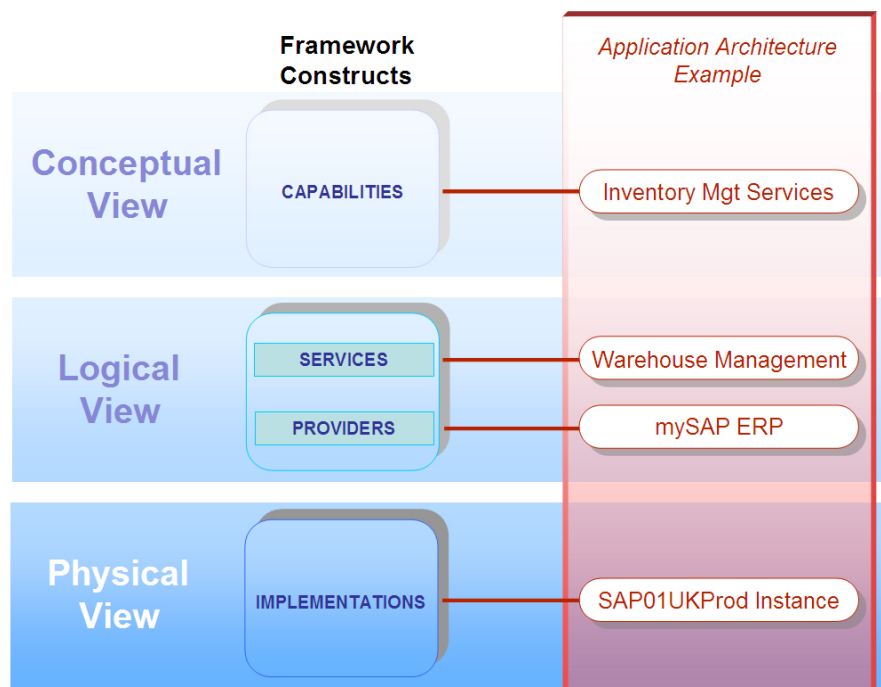 Framework
Constructs
Application Architecture
Example
Conceptual
View
CAPABILITIES
Inventory Mgt Services
Logical
View
SERVICES
Warehouse Management
PROVIDERS
mySAP ERP
Physical
View
IMPLEMENTATIONS
SAP01UKProd Instance